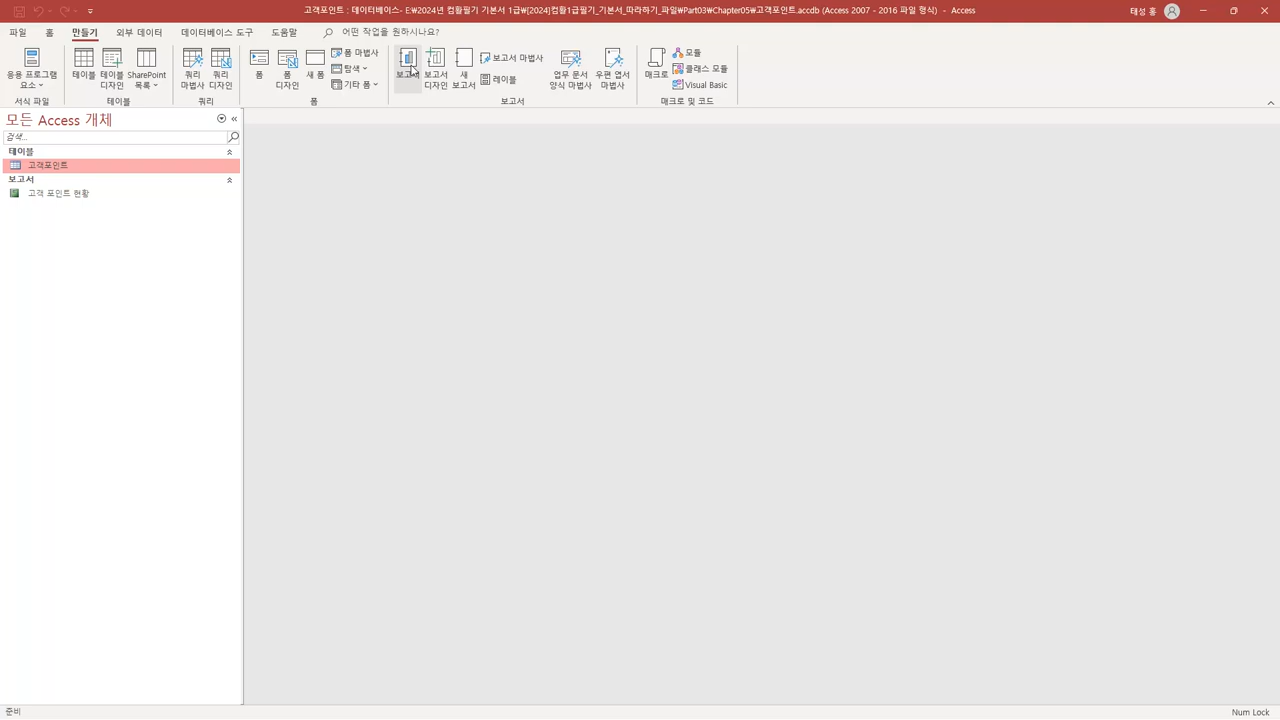 고객포인트 : 데이터베이스- E:₩2024년 컴활필기 기본서 1급₩[2024]컴활1급필기_기본서_따라하기_파일₩Part03₩Chapter05₩고객포인트.accdb (Access 2007 - 2016 파일 형식) - Access
태성 홍
파일 홈 만들기 외부 데이터 데이터베이스 도구 도움말 어떤 작업을 원하시나요?
응용 프로그램 요소
테이블
테이블 디자인
SharePoint 목록
쿼리 마법사
쿼리 디자인
폼
폼 디자인
새 폼
폼 마법사
탐색
기타 폼
보고서
보고서 디자인
새 보고서
보고서 마법사
레이블
업무 문서 양식 마법사
우편 엽서 마법사
매크로
모듈
클래스 모듈
Visual Basic
서식 파일 테이블 쿼리 폼 보고서 매크로 및 코드
모든 Access 개체
검색...
테이블
고객포인트
보고서
고객 포인트 현황
준비
Num Lock